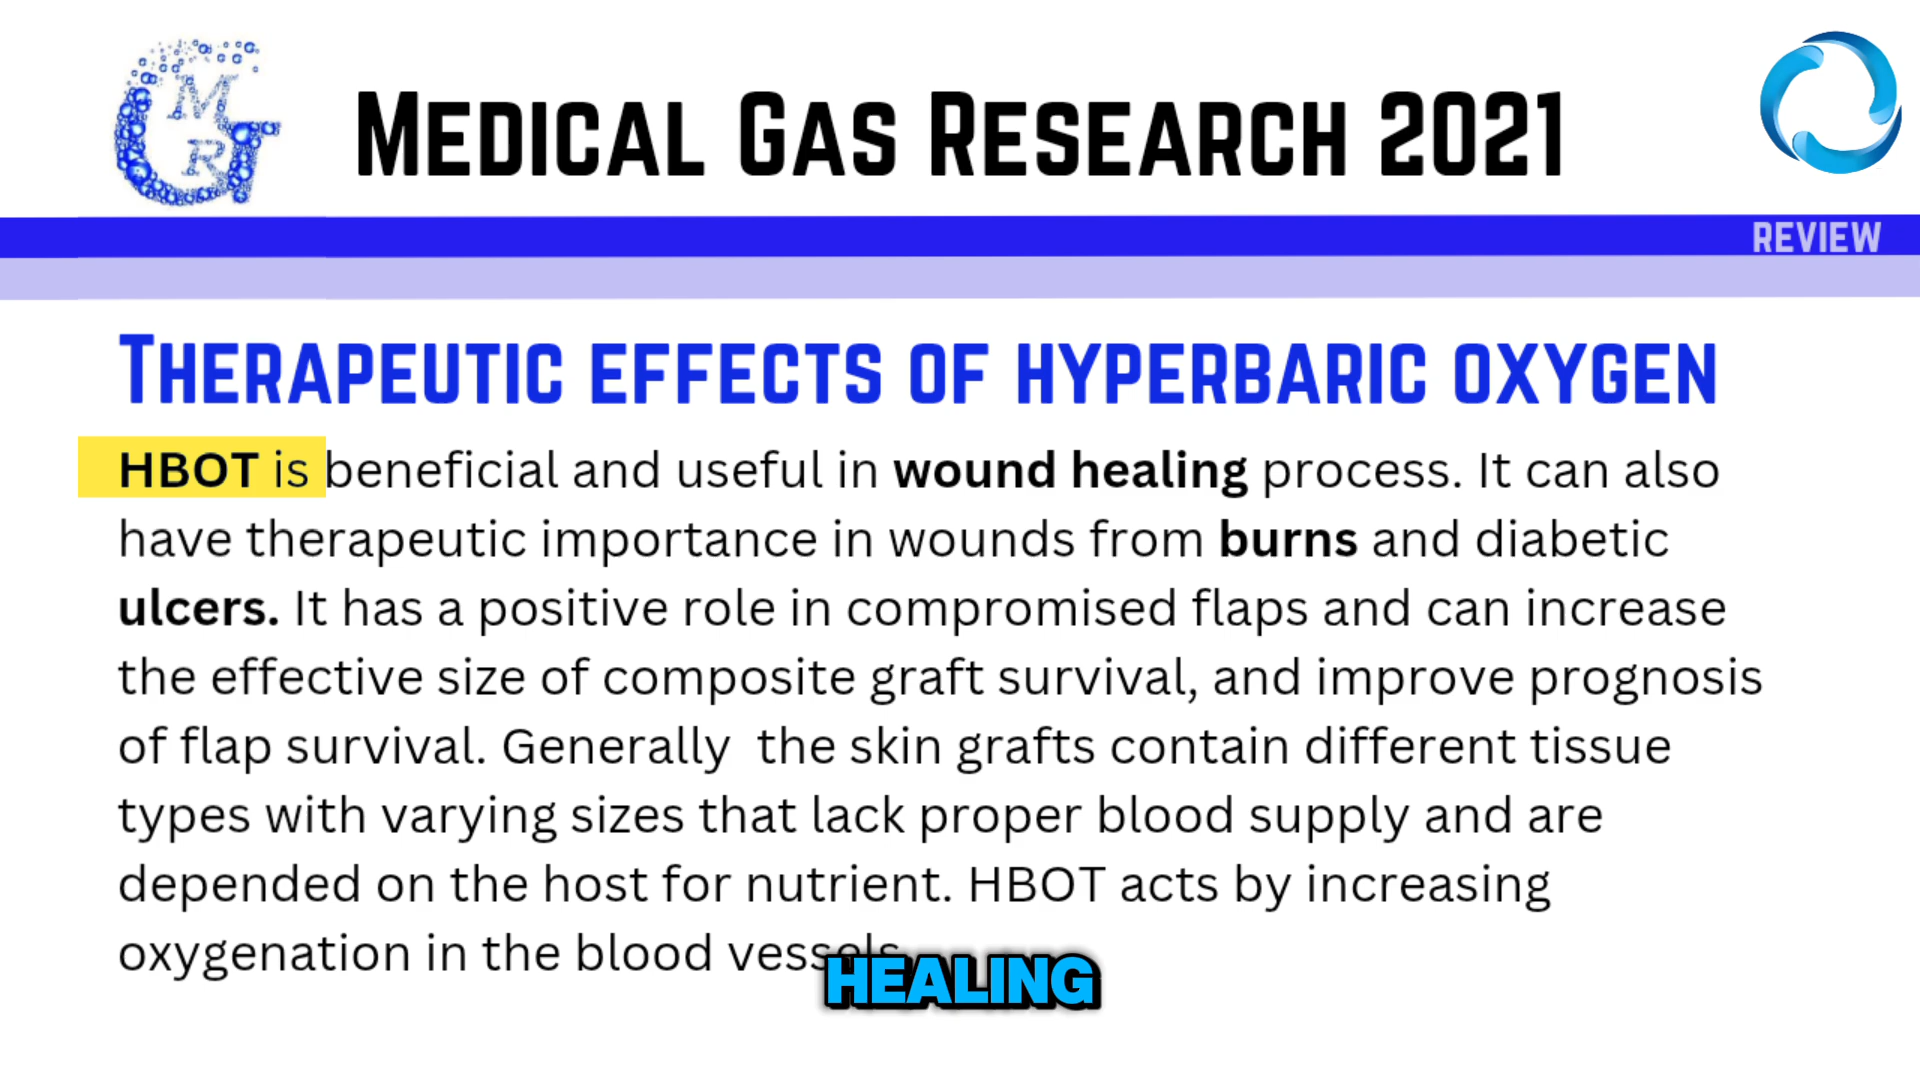 M
G
R
MEDICAL GAS RESEARCH 2021
REVIEW
THERAPEUTIC EFFECTS OF HYPERBARIC OXYGEN
HBOT is beneficial and useful in wound healing process. It can also
have therapeutic importance in wounds from burns and diabetic
ulcers. It has a positive role in compromised flaps and can increase
the effective size of composite graft survival, and improve prognosis
of flap survival. Generally  the skin grafts contain different tissue
types with varying sizes that lack proper blood supply and are
depended on the host for nutrient. HBOT acts by increasing
oxygenation in the blood vessels.
HEALING